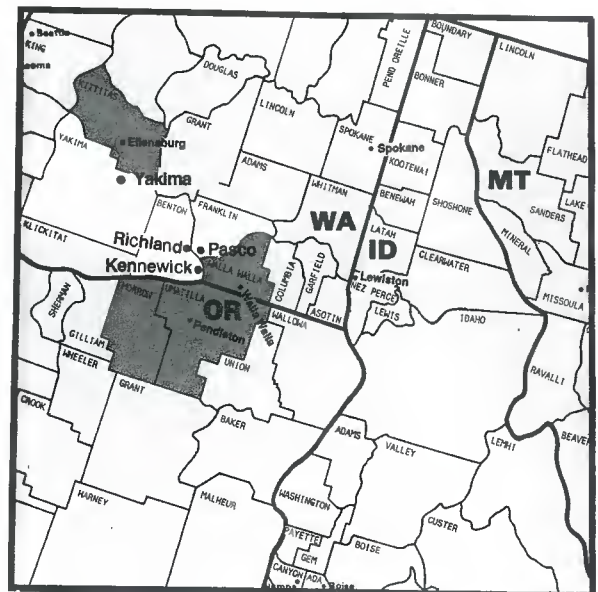 BOUNDARY
LINCOLN
Seattle
KING
DOUGLAS
PEND OREILLE
BONNER
KITTITAS
LINCOLN
GRANT
SPOKANE
Spokane
FLATHEAD
Ellensburg
KOOTENAI
YAKIMA
ADAMS
MT
LAKE
Yakima
WHITMAN
BENEWAH
SHOSHONE
SANDERS
BENTON
FRANKLIN
WA
LATAH
MINERAL
KLICKITAT
Richland
Pasco
ID
CLEARWATER
Kennewick
WALLA WALLA
COLUMBIA
GARFIELD
Lewiston
NEZ PERCE
MISSOULA
SHERMAN
MORROW
UMATILLA
OR
Walla Walla
ASOTIN
LEWIS
IDAHO
Pendleton
WALLOWA
GILLIAM
WHEELER
UNION
RAVALLI
GRANT
CROOK
BAKER
ADAMS
VALLEY
LEMHI
BEAVER
HARNEY
MALHEUR
WASHINGTON
CUSTER
PAYETTE
GEM
BOISE
CANYON
ADA
Boise